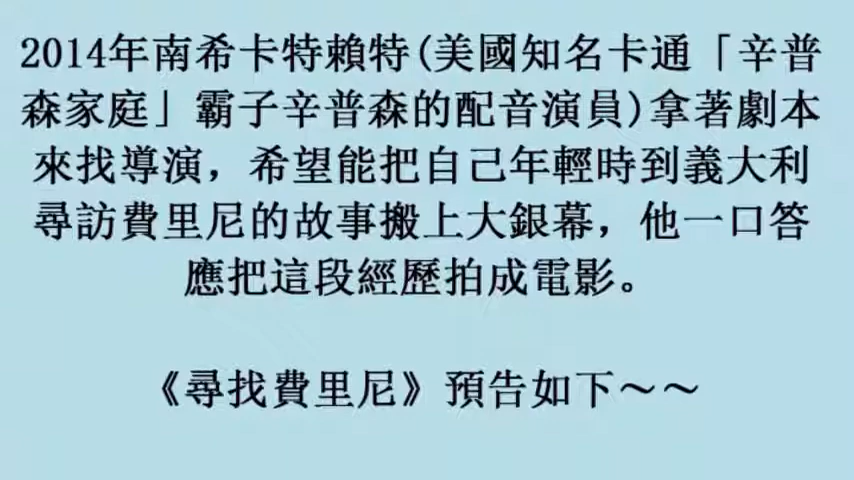 2014年南希卡特賴特(美國知名卡通「辛普
森家庭」霸子辛普森的配音演員)拿著劇本
來找導演，希望能把自己年輕時到義大利
尋訪費里尼的故事搬上大銀幕，他一口答
應把這段經歷拍成電影。
《尋找費里尼》預告如下～～